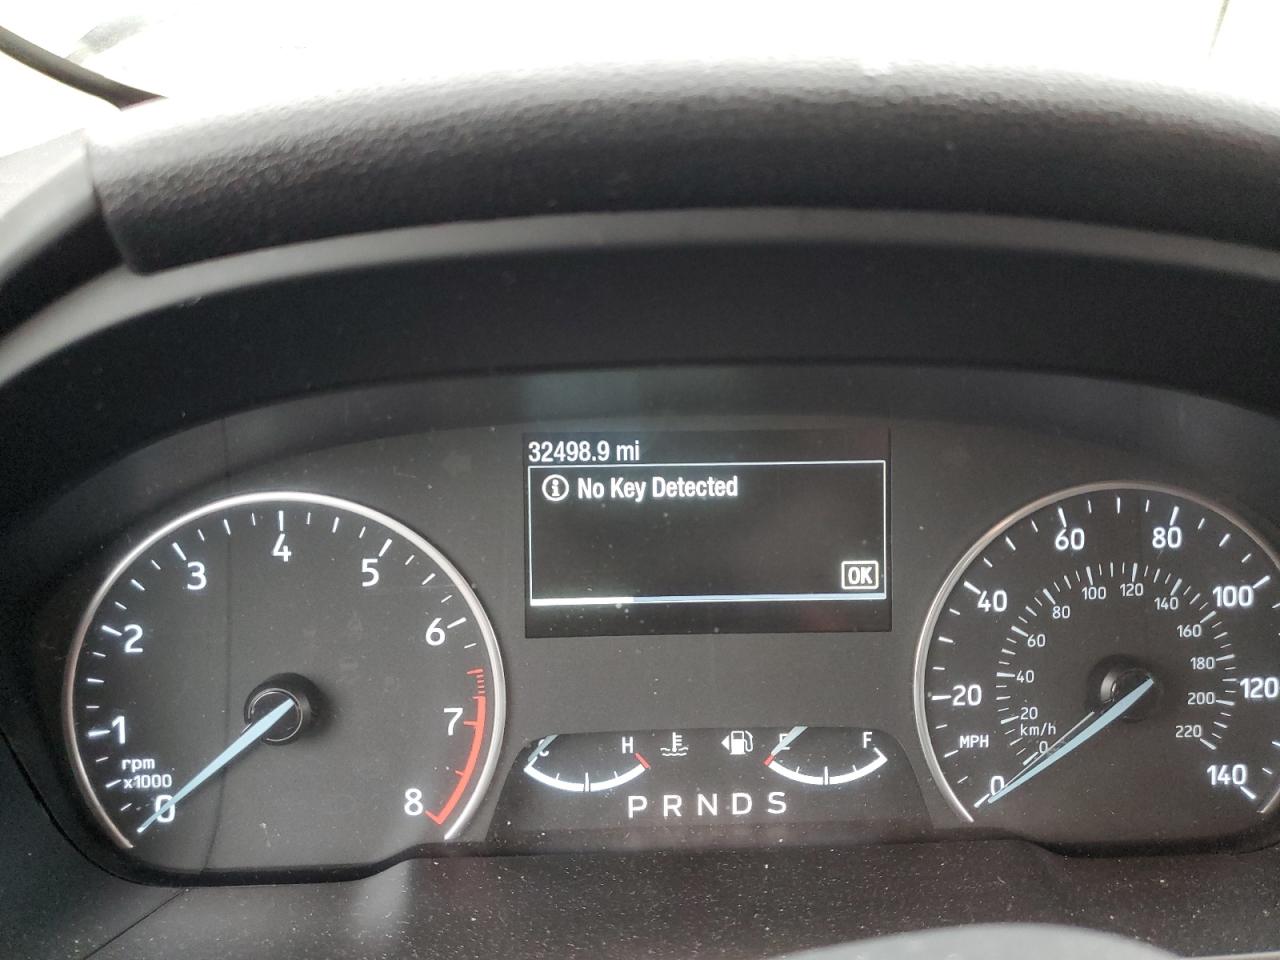 32498.9 mi
No Key Detected
OK
0 1 2 3 4 5 6 7 8
rpm
x1000
C H
E F
P R N D S
0 20 40 60 80 100 120 140
MPH
0 20 40 60 80 100 120 140 160 180 200 220
km/h